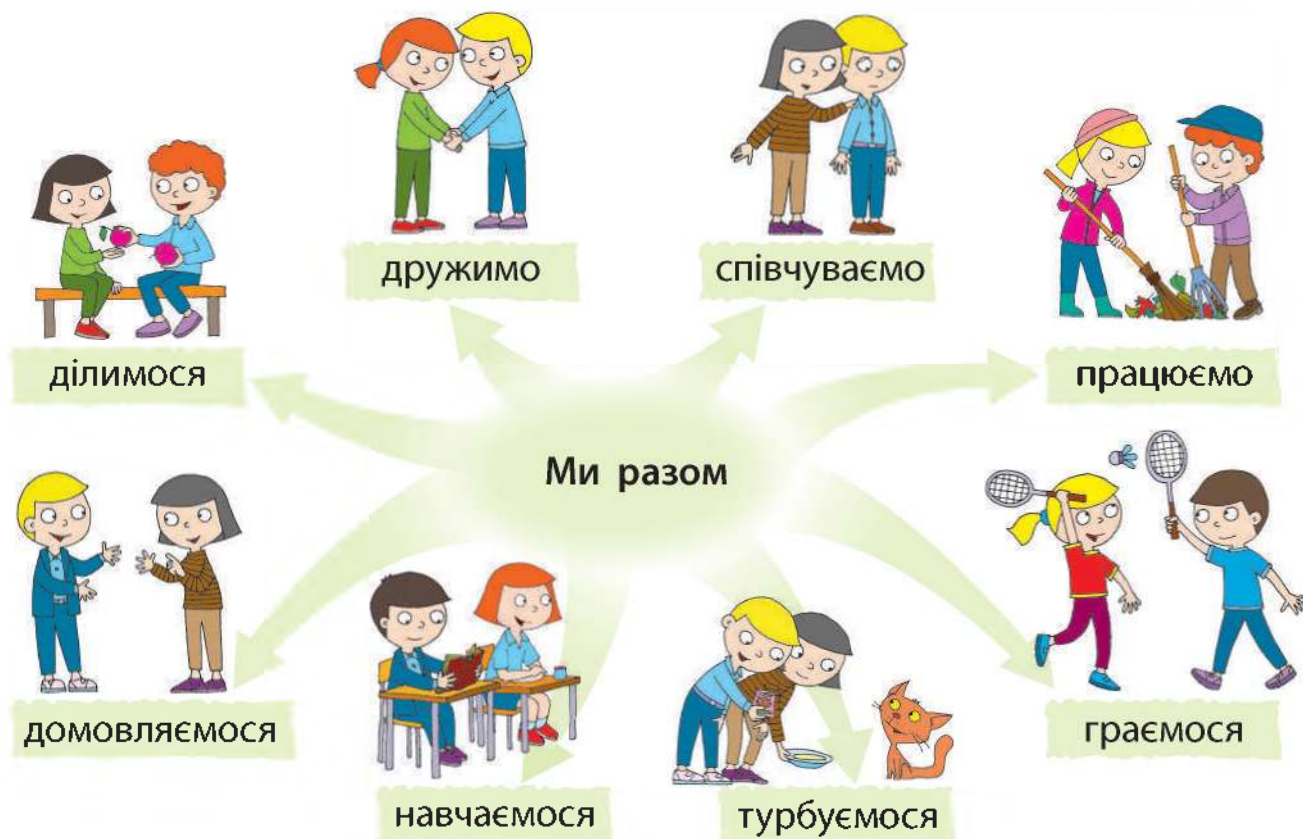 дружимо
співчуваємо
ділимося
працюємо
Ми разом
домовляємося
граємося
навчаємося
турбуємося